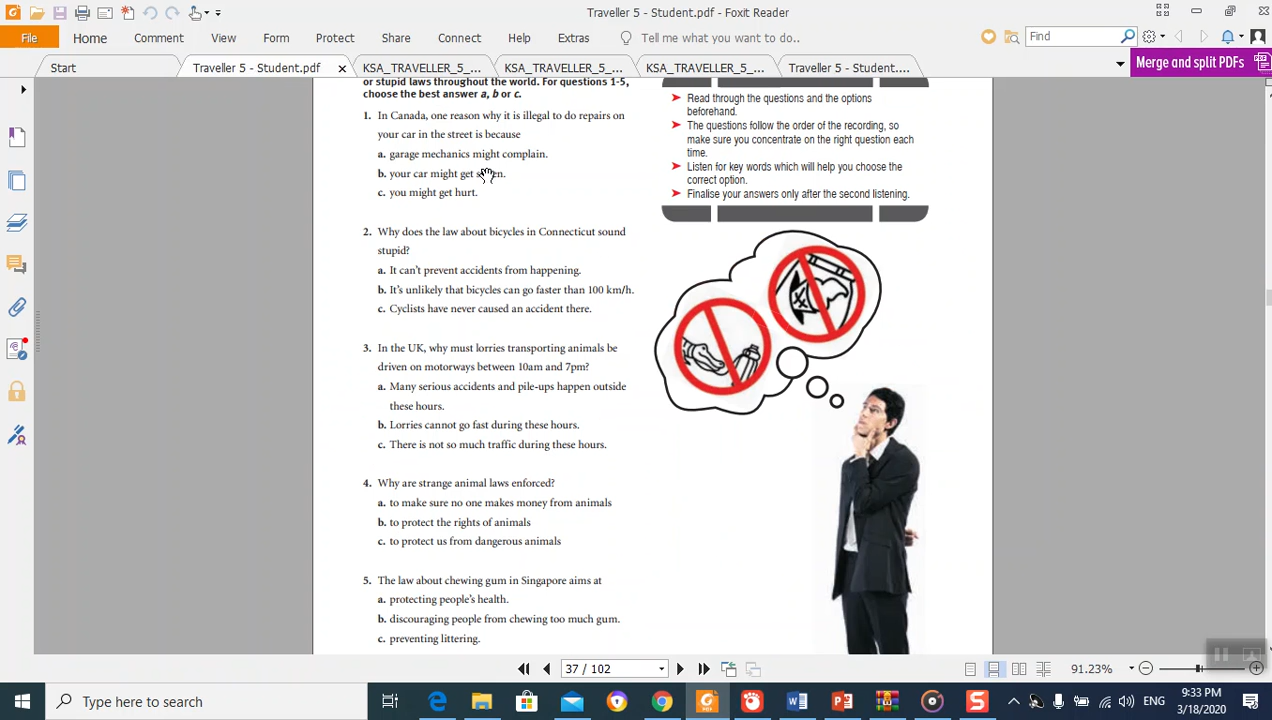 Traveller 5 - Student.pdf - Foxit Reader
File Home Comment View Form Protect Share Connect Help Extras Tell me what you want to do.. Find
Start Traveller 5 - Student.pdf KSA_TRAVELLER_5_... KSA_TRAVELLER_5_... KSA_TRAVELLER_5_... Traveller 5 - Student.... Merge and split PDFs
or stupid laws throughout the world. For questions 1-5,
choose the best answer a, b or c.
1. In Canada, one reason why it is illegal to do repairs on
your car in the street is because
a. garage mechanics might complain.
b. your car might get
c. you might get hurt.
2. Why does the law about bicycles in Connecticut sound
stupid?
a. It can't prevent accidents from happening.
b. It's unlikely that bicycles can go faster than 100 km/h.
c. Cyclists have never caused an accident there.
3. In the UK, why must lorries transporting animals be
driven on motorways between 10am and 7pm?
a. Many serious accidents and pile-ups happen outside
these hours.
b. Lorries cannot go fast during these hours.
c. There is not so much traffic during these hours.
4. Why are strange animal laws enforced?
a. to make sure no one makes money from animals
b. to protect the rights of animals
c. to protect us from dangerous animals
5. The law about chewing gum in Singapore aims at
a. protecting people's health.
b. discouraging people from chewing too much gum.
c. preventing littering.
Read through the questions and the options
beforehand.
The questions follow the order of the recording, so
make sure you concentrate on the right question each
time.
Listen for key words which will help you choose the
correct option.
Finalise your answers only after the second listening.
37 / 102 91.23%
Type here to search ENG 9:33 PM
3/18/2020